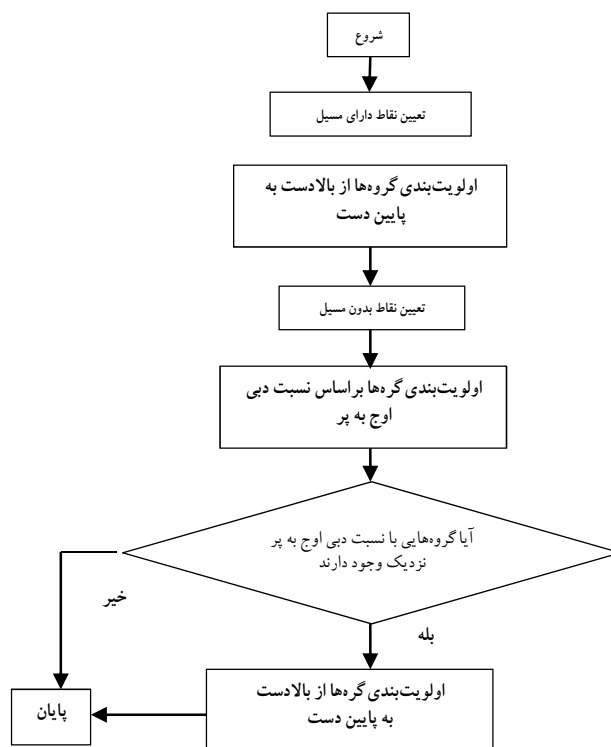 شروع
تعیین نقاط دارای مسیل
اولویت‌بندی گروه‌ها از بالادست به
پایین دست
تعیین نقاط بدون مسیل
اولویت‌بندی گره‌ها براساس نسبت دبی
اوج به پر
آیا گروه‌هایی با نسبت دبی اوج به پر
نزدیک وجود دارند
خیر
بله
اولویت‌بندی گره‌ها از بالادست
به پایین دست
پایان